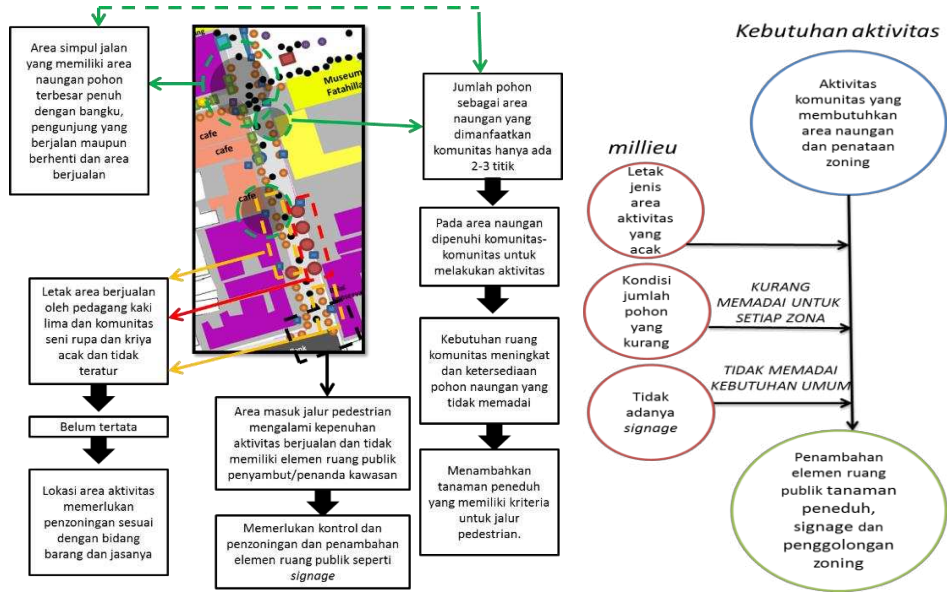 Area simpul jalan
yang memiliki area
naungan pohon
terbesar penuh
dengan bangku,
pengunjung yang
berjalan maupun
berhenti dan area
berjualan
Museum
Fatahilla
cafe
cafe
cafe
Jumlah pohon
sebagai area
naungan yang
dimanfaatkan
komunitas hanya ada
2-3 titik
Pada area naungan
dipenuhi komunitas-
komunitas untuk
melakukan aktivitas
Kebutuhan ruang
komunitas meningkat
dan ketersediaan
pohon naungan yang
tidak memadai
Menambahkan
tanaman peneduh
yang memiliki kriteria
untuk jalur
pedestrian.
Letak area berjualan
oleh pedagang kaki
lima dan komunitas
seni rupa dan kriya
acak dan tidak
teratur
Belum tertata
Lokasi area aktivitas
memerlukan
penzoningan sesuai
dengan bidang
barang dan jasanya
Area masuk jalur pedestrian
mengalami kepenuhan
aktivitas berjualan dan tidak
memiliki elemen ruang publik
penyambut/penanda kawasan
Memerlukan kontrol dan
penzoningan dan penambahan
elemen ruang publik seperti
signage
Kebutuhan aktivitas
Aktivitas
komunitas yang
membutuhkan
area naungan
dan penataan
zoning
millieu
Letak
jenis area
aktivitas
yang
acak
Kondisi
jumlah
pohon
yang
kurang
KURANG
MEMADAI UNTUK
SETIAP ZONA
Tidak
adanya
signage
TIDAK MEMADAI
KEBUTUHAN UMUM
Penambahan
elemen ruang
publik tanaman
peneduh,
signage dan
penggolongan
zoning